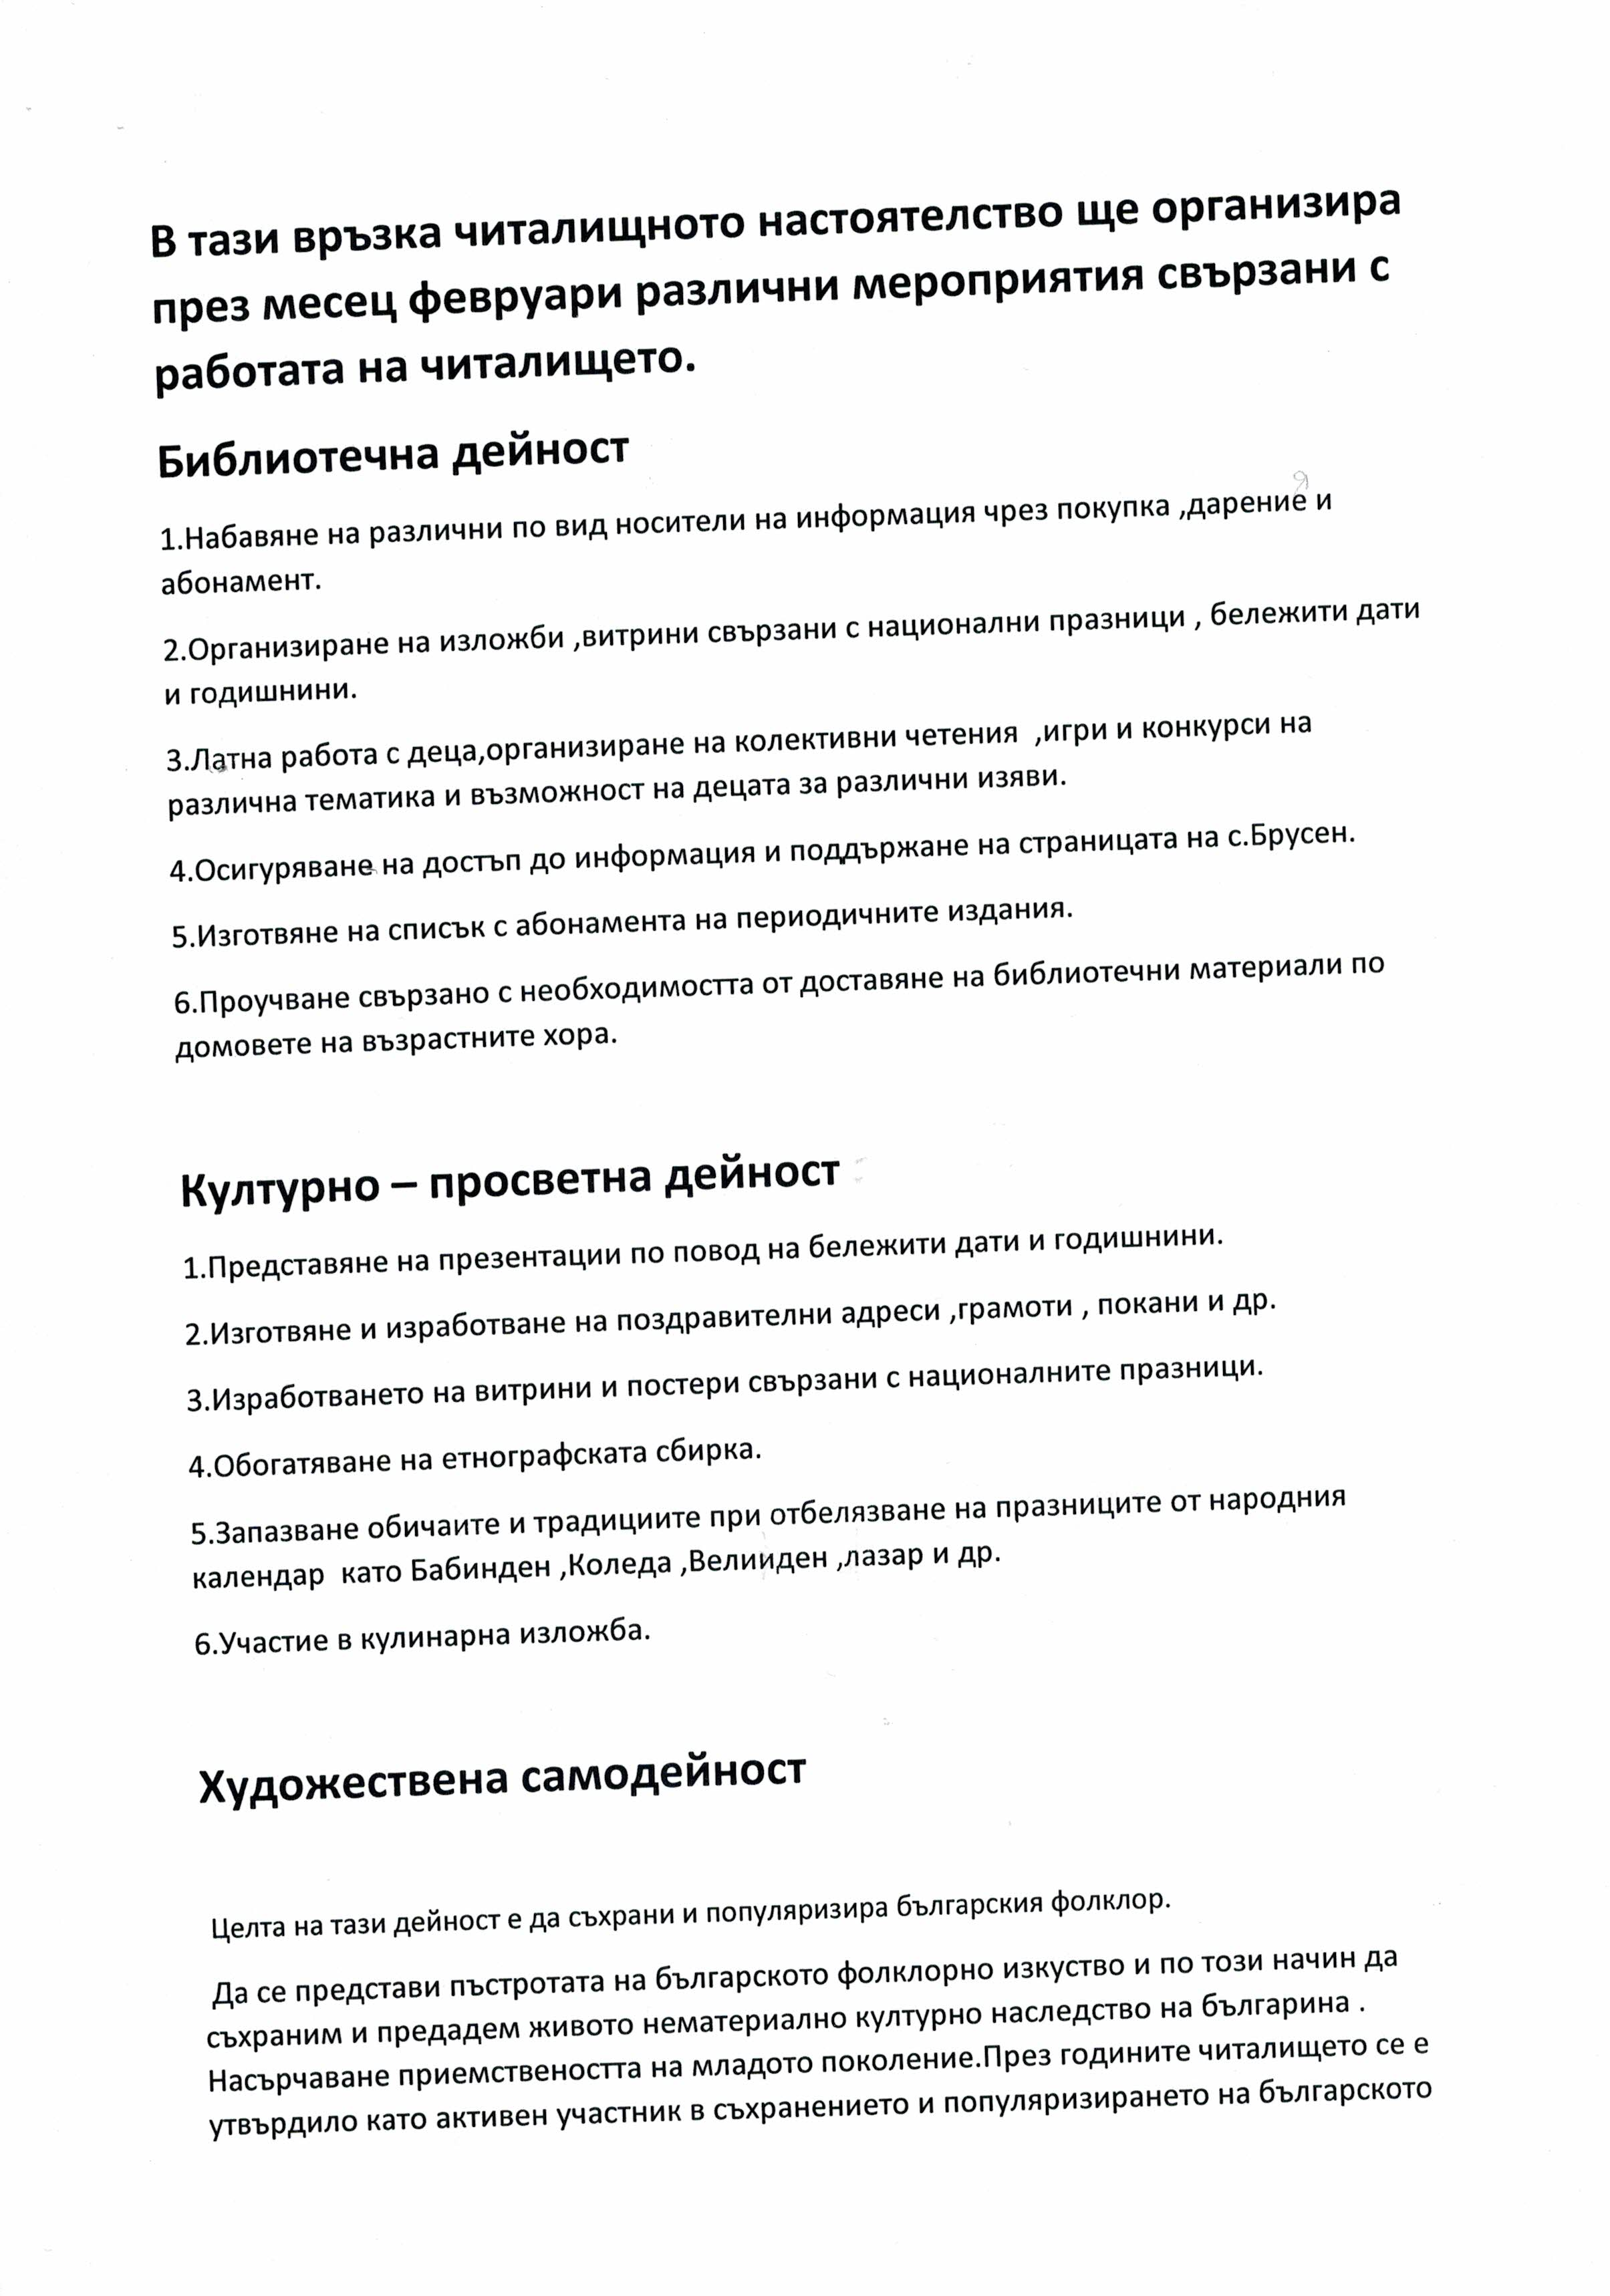 В тази връзка читалищното настоятелство ще организира
през месец февруари различни мероприятия свързани с
работата на читалището.
Библиотечна дейност
я
1.Набавяне на различни по вид носители на информация чрез покупка ,дарение и
абонамент.
2.Организиране на изложби ,витрини свързани с национални празници , бележити дати
и годишнини.
3.Латна работа с деца,организиране на колективни четения  ,игри и конкурси на
различна тематика и възможност на децата за различни изяви.
4.Осигуряване на достъп до информация и поддържане на страницата на с.Брусен.
5.Изготвяне на списък с абонамента на периодичните издания.
6.Проучване свързано с необходимостта от доставяне на библиотечни материали по
домовете на възрастните хора.
Културно – просветна дейност
1.Представяне на презентации по повод на бележити дати и годишнини.
2.Изготвяне и изработване на поздравителни адреси ,грамоти , покани и др.
3.Изработването на витрини и постери свързани с националните празници.
4.Обогатяване на етнографската сбирка.
5.Запазване обичаите и традициите при отбелязване на празниците от народния
календар  като Бабинден ,Коледа ,Велииден ,лазар и др.
6.Участие в кулинарна изложба.
Художествена самодейност
Целта на тази дейност е да съхрани и популяризира българския фолклор.
Да се представи пъстротата на българското фолклорно изкуство и по този начин да
съхраним и предадем живото нематериално културно наследство на българина .
Насърчаване приемствеността на младото поколение.През годините читалището се е
утвърдило като активен участник в съхранението и популяризирането на българското